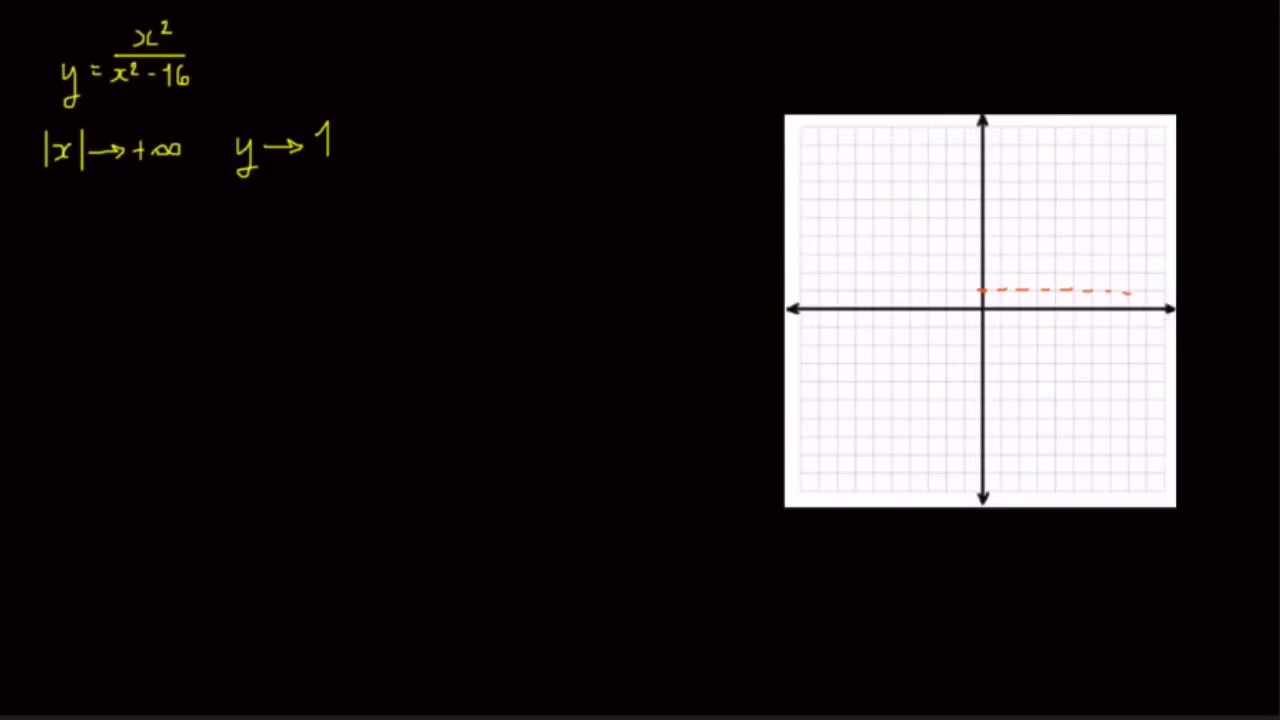 y = x² / x² - 16
|x| → +∞ y → 1